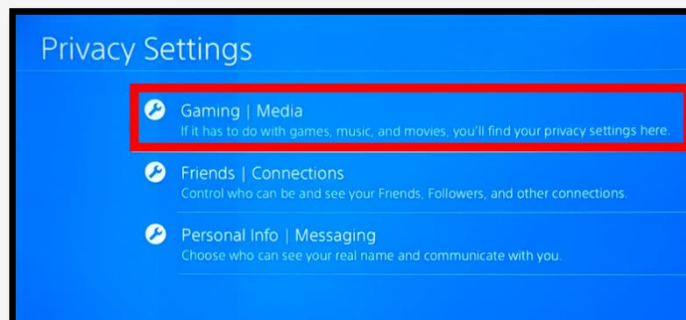 Privacy Settings
Gaming | Media
If it has to do with games, music, and movies, you'll find your privacy settings here.
Friends | Connections
Control who can be and see your Friends, Followers, and other connections.
Personal Info | Messaging
Choose who can see your real name and communicate with you.